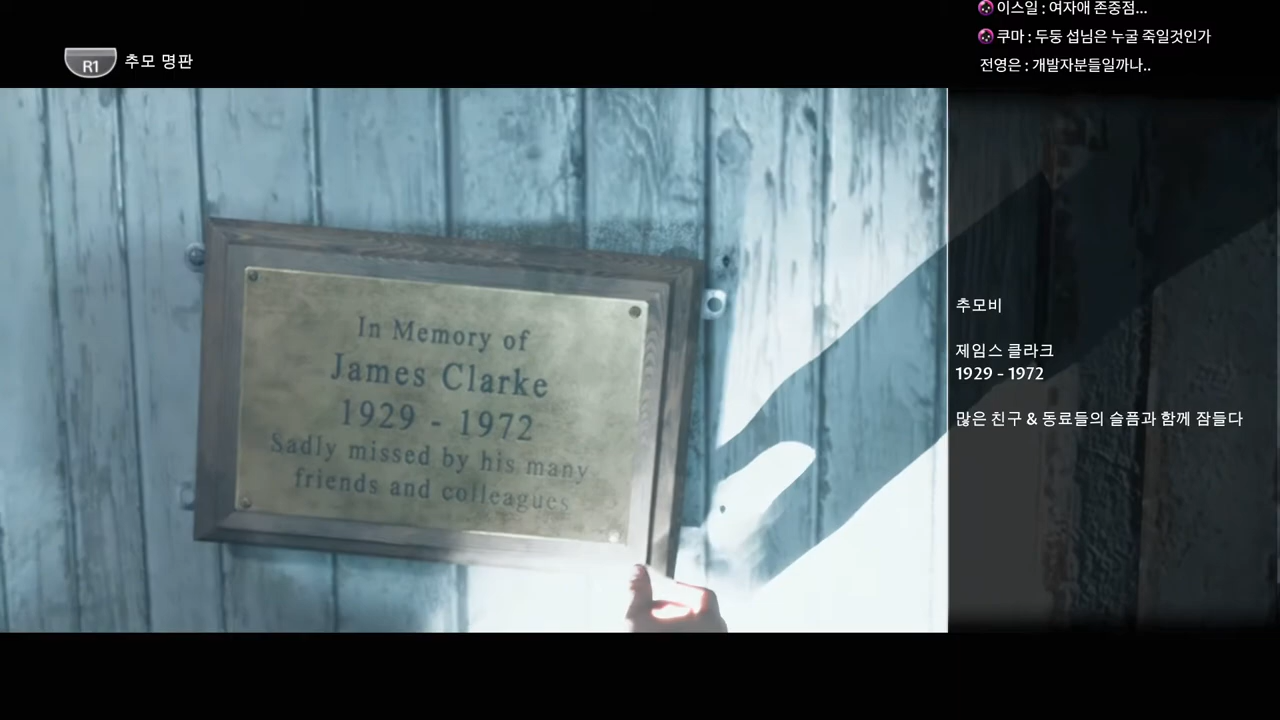 이스일 : 여자애 존중점...
쿠마 : 두둥 섭님은 누굴 죽일것인가
전영은 : 개발자분들일까나..
R1 추모 명판
In Memory of
James Clarke
1929 - 1972
Sadly missed by his many
friends and colleagues
추모비
제임스 클라크
1929 - 1972
많은 친구 & 동료들의 슬픔과 함께 잠들다